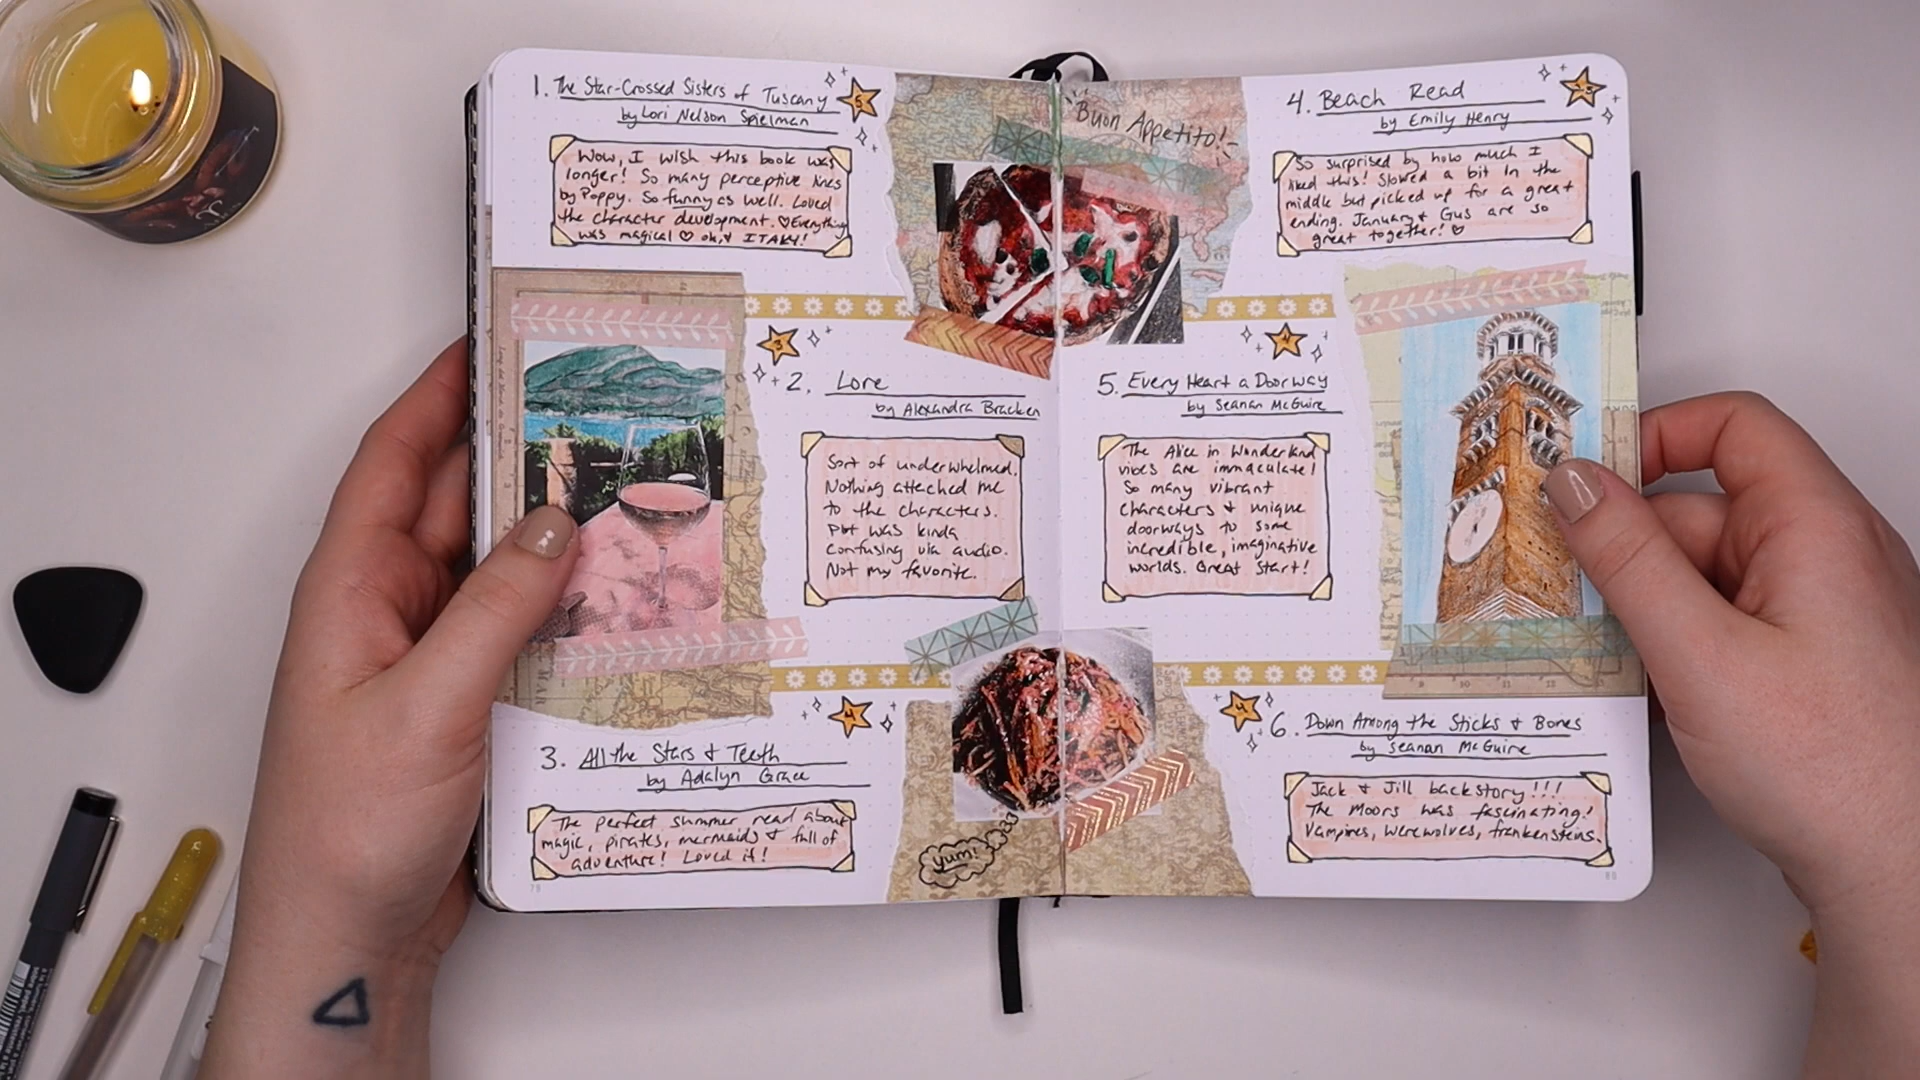 1. The Star-Crossed Sisters of Tuscany
by Lori Nelson Spielman
5
Wow, I wish this book was
longer! So many perceptive lines
by Poppy. So funny as well. Loved
the character development. ♡ Everything
was magical ♡ oh, & ITALY!
3
2. Lore
by Alexandra Bracken
Sort of underwhelmed.
Nothing attached me
to the characters.
Plot was kinda
confusing via audio.
Not my favorite.
4
3. All the Stars & Teeth
by Adalyn Grace
The perfect summer read about
magic, pirates, mermaids & full of
adventure! Loved it!
79
Buon Appetito!
yum!
4. Beach Read
by Emily Henry
So surprised by how much I
liked this! Slowed a bit in the
middle but picked up for a great
ending. January & Gus are so
great together! ♡
4
5. Every Heart a Doorway
by Seanan McGuire
The Alice in Wonderland
vibes are immaculate!
So many vibrant
characters & unique
doorways to some
incredible, imaginative
worlds. Great start!
4
6. Down Among the Sticks & Bones
by Seanan McGuire
Jack & Jill backstory!!!
The Moors was fascinating!
Vampires, werewolves, frankensteins.
80